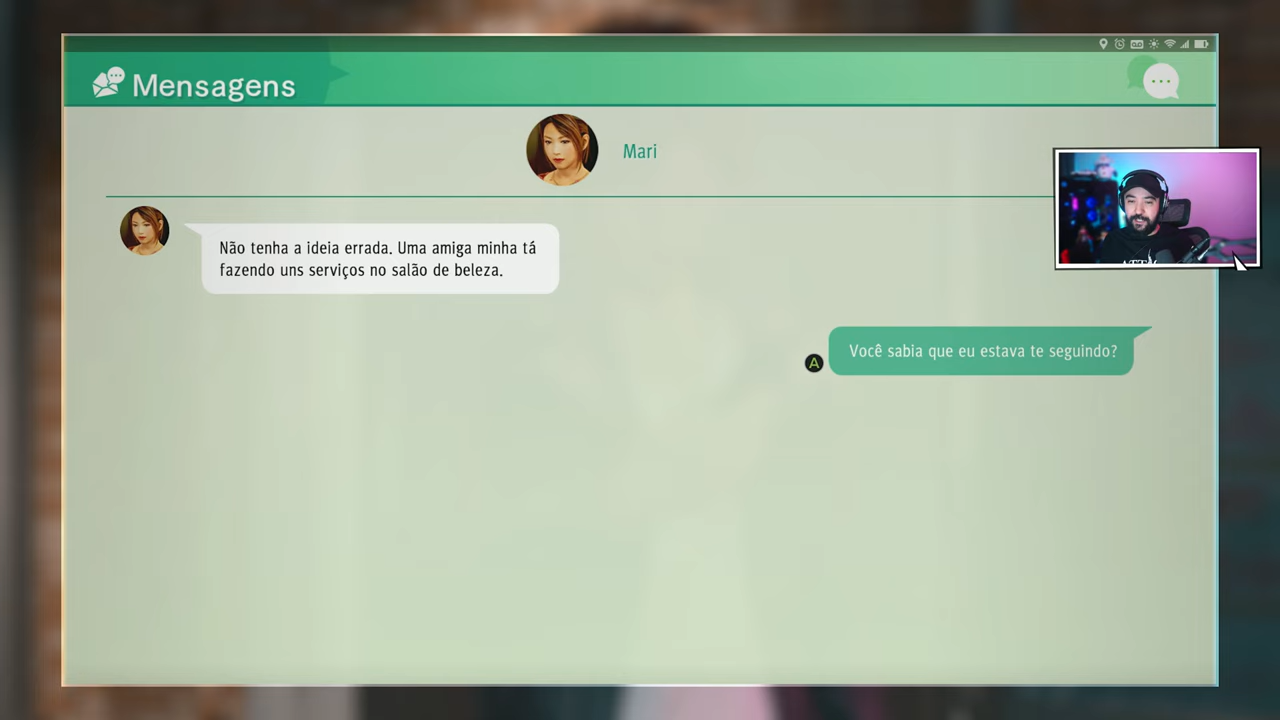 Mensagens
Mari
Não tenha a ideia errada. Uma amiga minha tá
fazendo uns serviços no salão de beleza.
Você sabia que eu estava te seguindo?
A